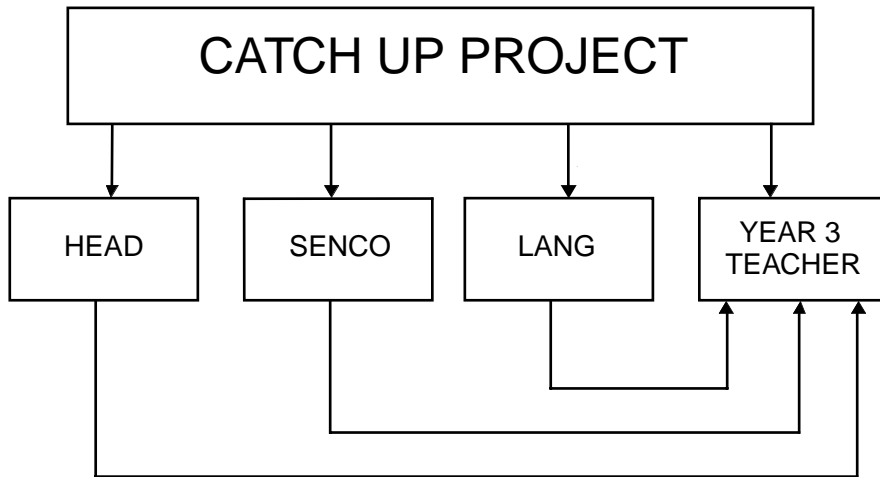 CATCH UP PROJECT
HEAD
SENCO
LANG
YEAR 3
TEACHER